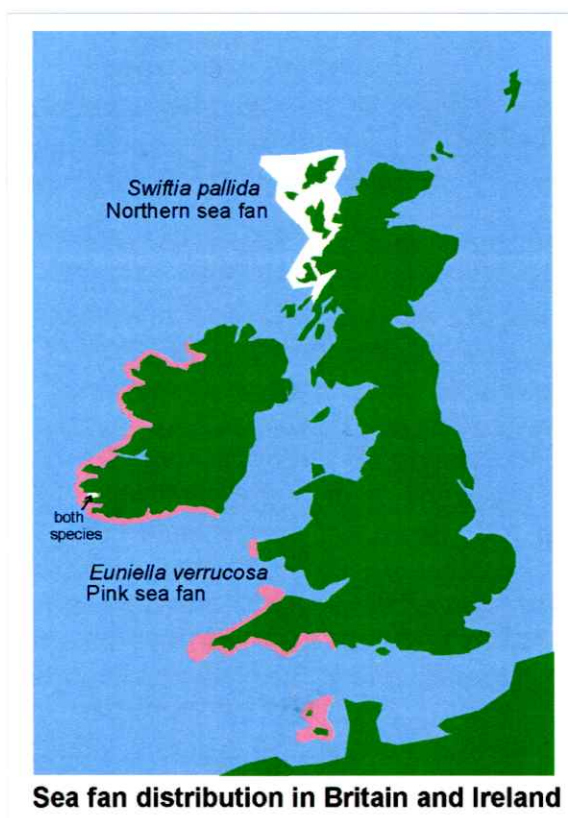 Swiftia pallida
Northern sea fan
both
species
Euniella verrucosa
Pink sea fan
Sea fan distribution in Britain and Ireland